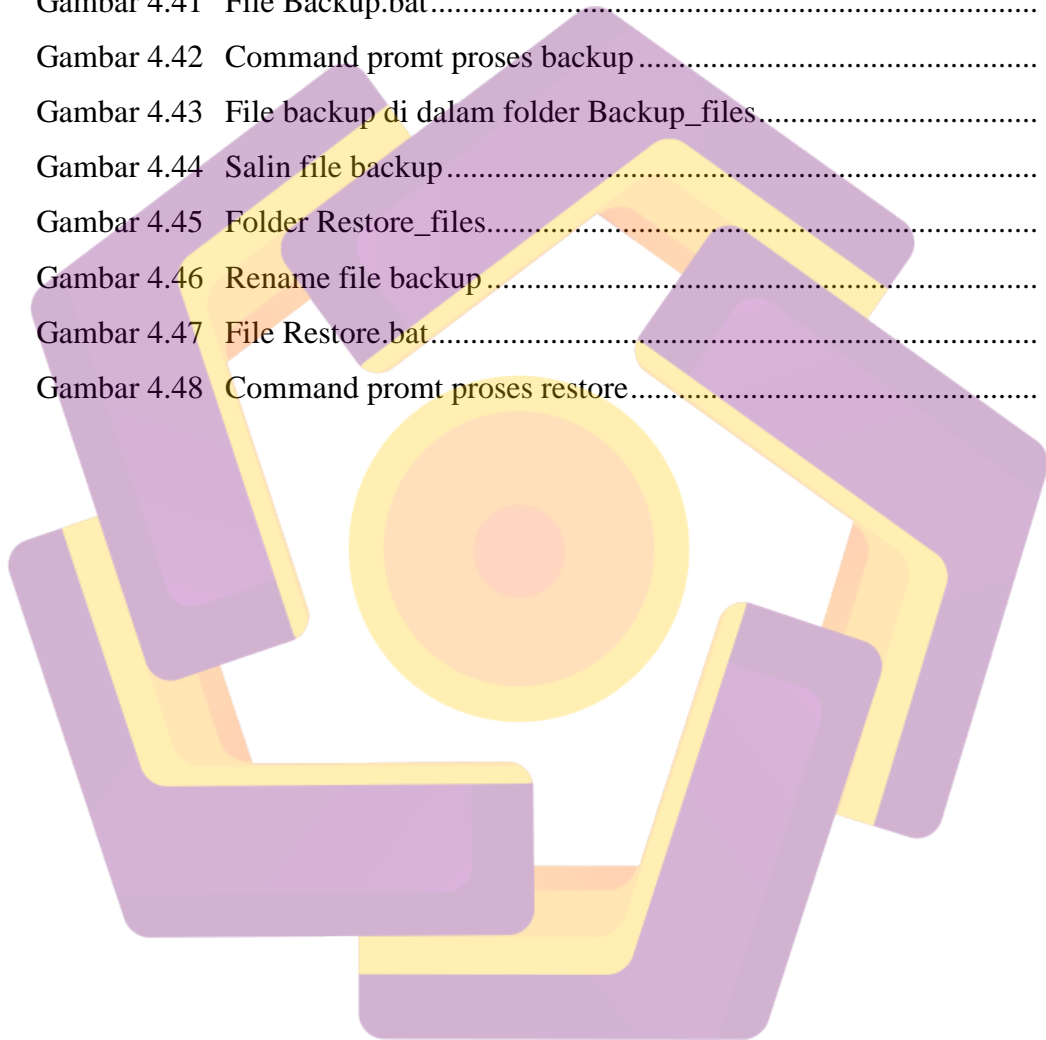 Gambar 4.41 File Backup.bat........................................................................
Gambar 4.42 Command promt proses backup ...............................................
Gambar 4.43 File backup di dalam folder Backup_files.................................
Gambar 4.44 Salin file backup ......................................................................
Gambar 4.45 Folder Restore_files.................................................................
Gambar 4.46 Rename file backup .................................................................
Gambar 4.47 File Restore.bat........................................................................
Gambar 4.48 Command promt proses restore................................................